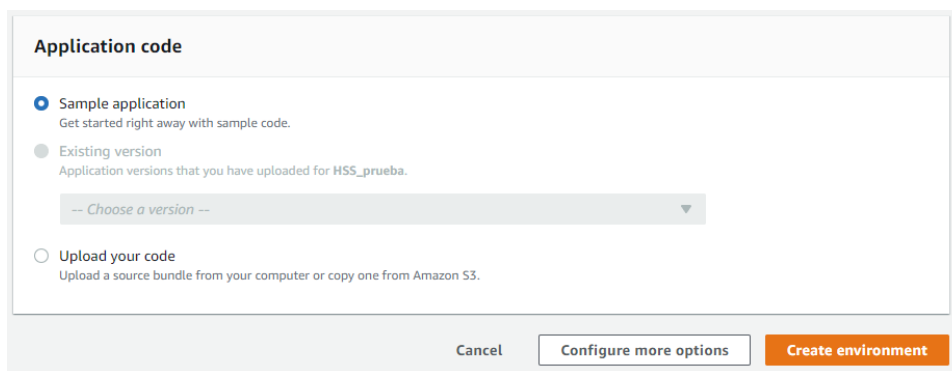 Application code
Sample application
Get started right away with sample code.
Existing version
Application versions that you have uploaded for HSS_prueba.
-- Choose a version --
Upload your code
Upload a source bundle from your computer or copy one from Amazon S3.
Cancel
Configure more options
Create environment